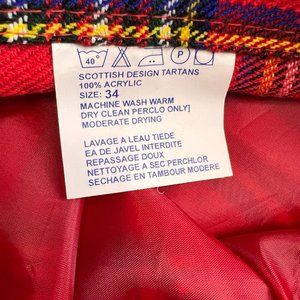 40°
P
SCOTTISH DESIGN TARTANS
100% ACRYLIC
SIZE: 34
MACHINE WASH WARM
DRY CLEAN PERCLO ONLY]
MODERATE DRYING
LAVAGE A LEAU TIEDE
EA DE JAVEL INTERDITE
REPASSAGE DOUX
NETTOYAGE A SEC PERCHLOR
SECHAGE EN TAMBOUR MODERE